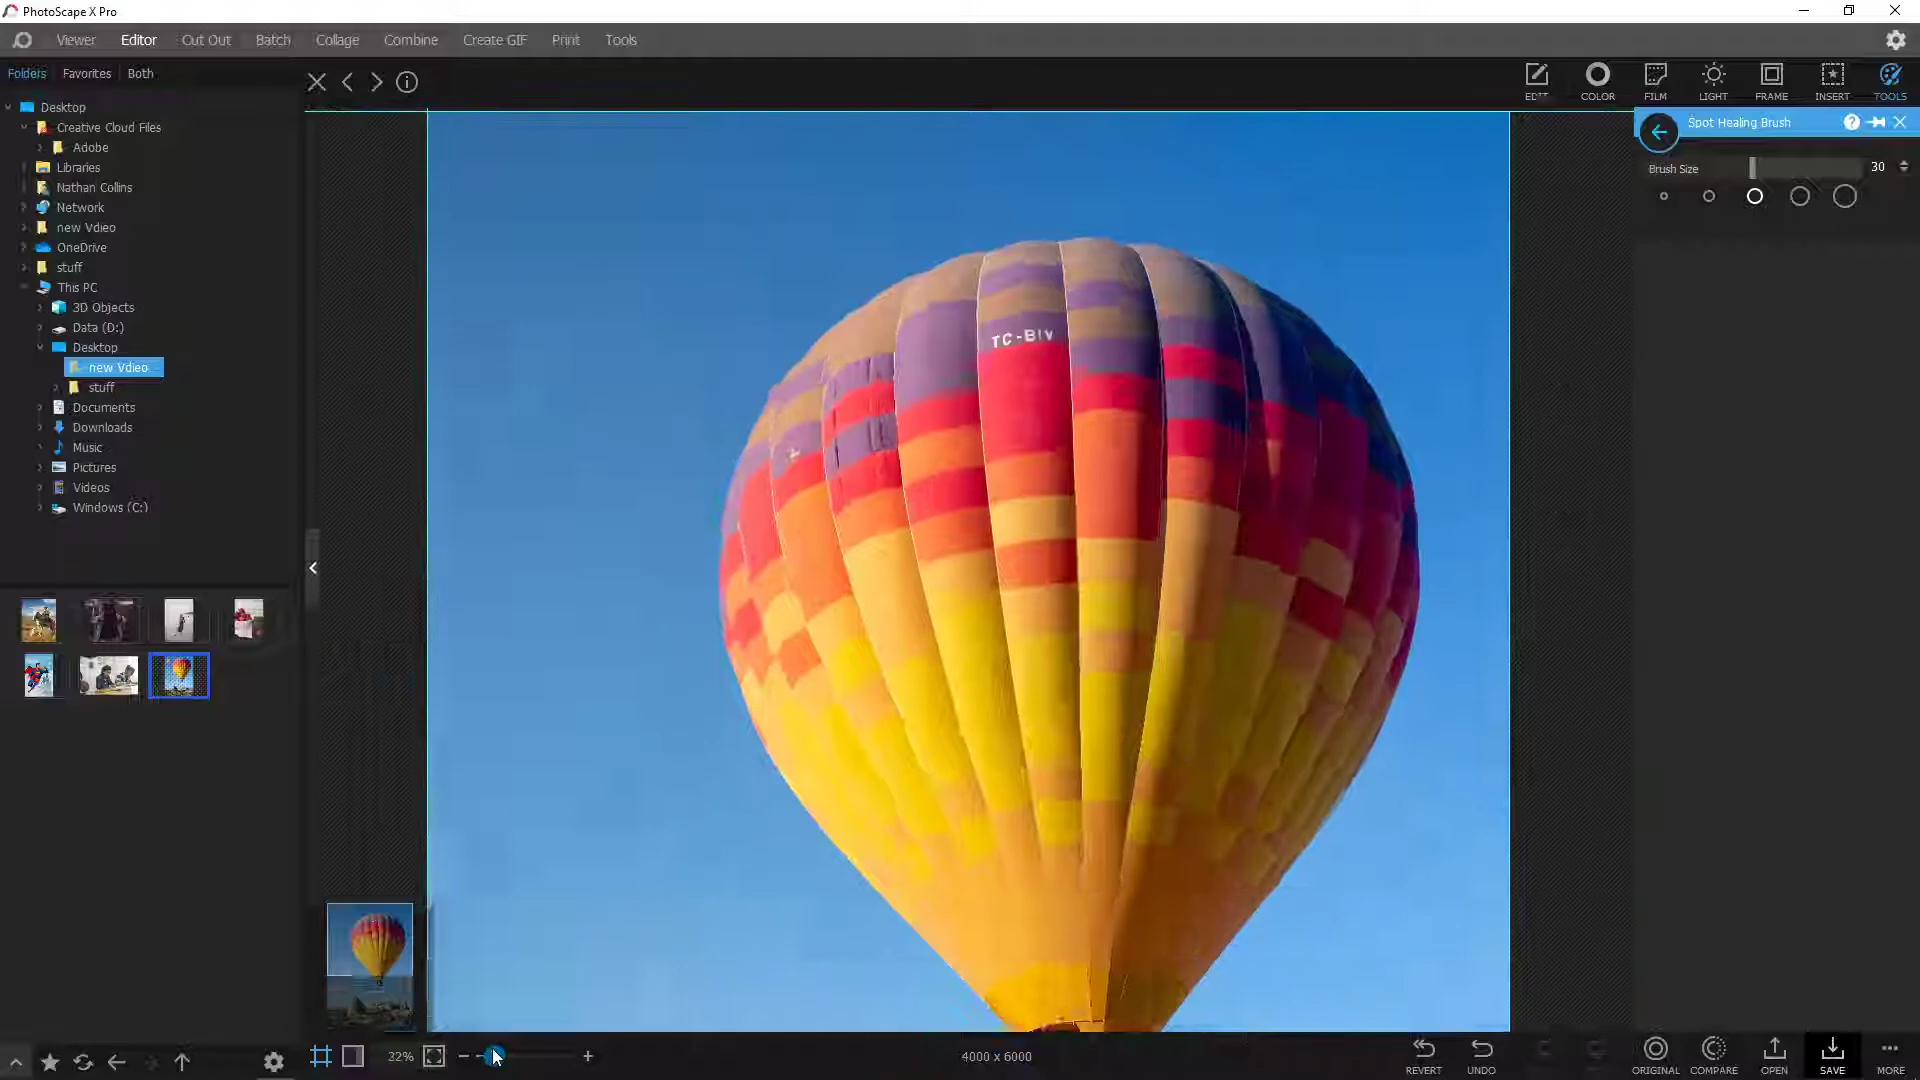 PhotoScape X Pro
Viewer Editor Cut Out Batch Collage Combine Create GIF Print Tools
Folders Favorites Both
EDIT COLOR FILM LIGHT FRAME INSERT TOOLS
Spot Healing Brush
Brush Size 30
Desktop
Creative Cloud Files
Adobe
Libraries
Nathan Collins
Network
new Vdieo
OneDrive
stuff
This PC
3D Objects
Data (D:)
Desktop
new Vdieo
stuff
Documents
Downloads
Music
Pictures
Videos
Windows (C:)
TC-BIV
32%
4000 x 6000
REVERT UNDO ORIGINAL COMPARE OPEN SAVE MORE